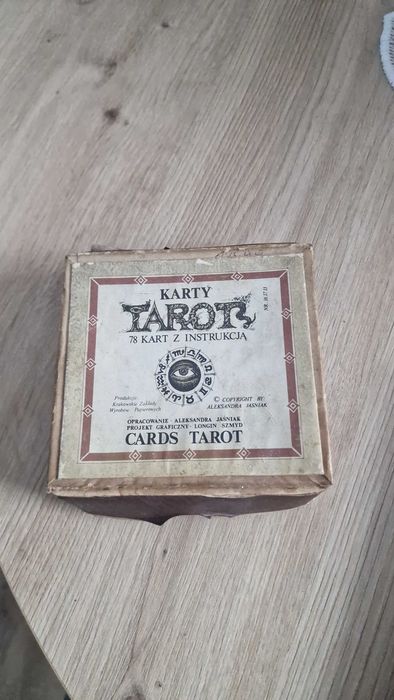 KARTY
TAROT
78 KART Z INSTRUKCJĄ
Produkcja:
Krakowskie Zakłady
Wyrobów Papierowych
© COPYRIGHT BY:
ALEKSANDRA JAŚNIAK
OPRACOWANIE · ALEKSANDRA JAŚNIAK
PROJEKT GRAFICZNY · LONGIN SZMYD
CARDS TAROT